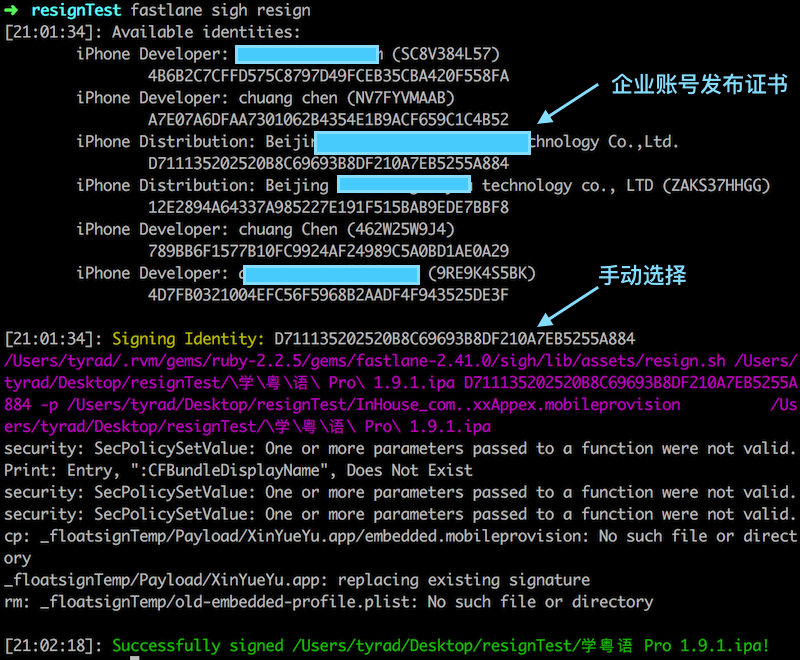 ➜ resignTest fastlane sigh resign
[21:01:34]: Available identities:
iPhone Developer: (SC8V384L57)
4B6B2C7CFFD575C8797D49FCEB35CBA420F558FA
iPhone Developer: chuang chen (NV7FYVMAAB)
A7E07A6DFAA7301062B4354E1B9ACF659C1C4B52
企业账号发布证书
iPhone Distribution: Beijin chnology Co.,Ltd.
D711135202520B8C69693B8DF210A7EB5255A884
iPhone Distribution: Beijing technology co., LTD (ZAKS37HHGG)
12E2894A64337A985227E191F515BAB9EDE7BBF8
iPhone Developer: chuang Chen (462W25W9J4)
789BB6F1577B10FC9924AF24989C5A0BD1AE0A29
iPhone Developer: (9RE9K4S5BK)
手动选择
4D7FB0321004EFC56F5968B2AADF4F943525DE3F
[21:01:34]: Signing Identity: D711135202520B8C69693B8DF210A7EB5255A884
/Users/tyrad/.rvm/gems/ruby-2.2.5/gems/fastlane-2.41.0/sigh/lib/assets/resign.sh /Users/
tyrad/Desktop/resignTest/\学\粤\语\ Pro\ 1.9.1.ipa D711135202520B8C69693B8DF210A7EB5255A
884 -p /Users/tyrad/Desktop/resignTest/InHouse_com..xxAppex.mobileprovision /Us
ers/tyrad/Desktop/resignTest/\学\粤\语\ Pro\ 1.9.1.ipa
security: SecPolicySetValue: One or more parameters passed to a function were not valid.
Print: Entry, ":CFBundleDisplayName", Does Not Exist
security: SecPolicySetValue: One or more parameters passed to a function were not valid.
security: SecPolicySetValue: One or more parameters passed to a function were not valid.
cp: _floatsignTemp/Payload/XinYueYu.app/embedded.mobileprovision: No such file or direct
ory
_floatsignTemp/Payload/XinYueYu.app: replacing existing signature
rm: _floatsignTemp/old-embedded-profile.plist: No such file or directory
[21:02:18]: Successfully signed /Users/tyrad/Desktop/resignTest/学粤语 Pro 1.9.1.ipa!